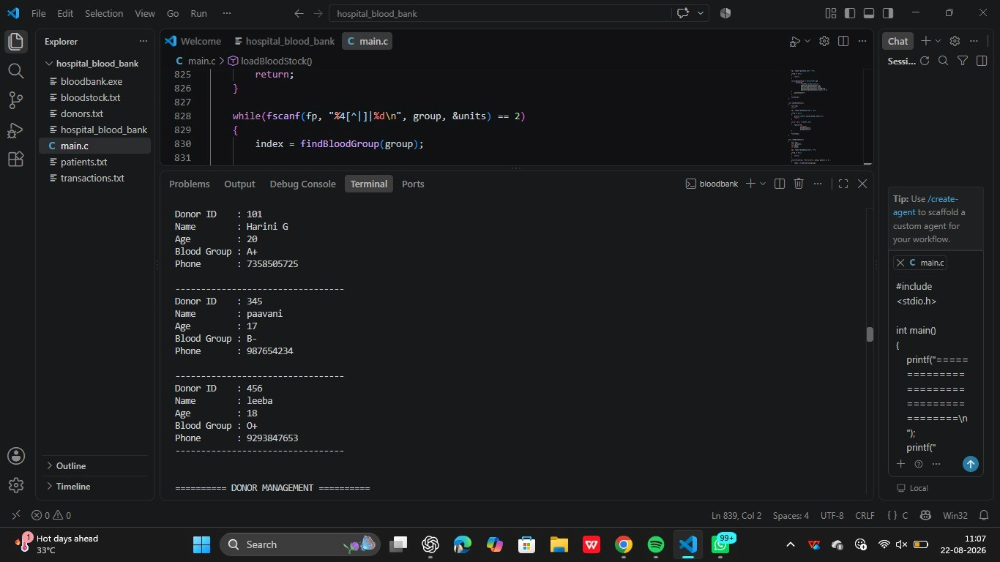 File Edit Selection View Go Run ···
hospital_blood_bank
Explorer ···
hospital_blood_bank
bloodbank.exe
bloodstock.txt
donors.txt
hospital_blood_bank
C main.c
patients.txt
transactions.txt
Outline
Timeline
Welcome hospital_blood_bank C main.c
C main.c > loadBloodStock()
825 return;
826 }
827
828 while(fscanf(fp, "%4[^|]|%d\n", group, &units) == 2)
829 {
830 index = findBloodGroup(group);
831
Problems Output Debug Console Terminal Ports
bloodbank
Donor ID : 101
Name : Harini G
Age : 20
Blood Group : A+
Phone : 7358505725
---------------------------------
Donor ID : 345
Name : paavani
Age : 17
Blood Group : B-
Phone : 987654234
---------------------------------
Donor ID : 456
Name : leeba
Age : 18
Blood Group : O+
Phone : 9293847653
---------------------------------
========== DONOR MANAGEMENT ==========
Chat
Sessi...
Tip: Use /create-
agent to scaffold a
custom agent for
your workflow.
C main.c
#include
<stdio.h>
int main()
{
printf("=====
=========
=========
=========
========\n
");
printf("
Local
0 0
Ln 839, Col 2 Spaces: 4 UTF-8 CRLF { } C Win32
1
Hot days ahead
33°C
Search
99+
11:07
22-08-2026